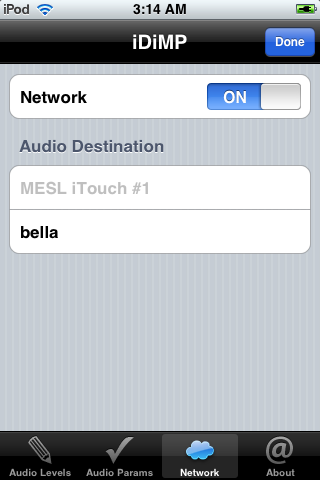 iPod 3:14 AM
iDiMP Done
Network ON
Audio Destination
MESL iTouch #1
bella
Audio Levels Audio Params Network About